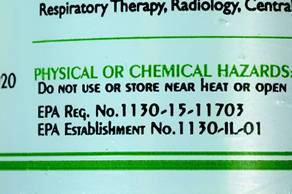 Respiratory Therapy, Radiology, Central
020 PHYSICAL OR CHEMICAL HAZARDS:
Do not use or store near heat or open
EPA Reg. No.1130-15-11703
EPA Establishment No.1130-IL-01